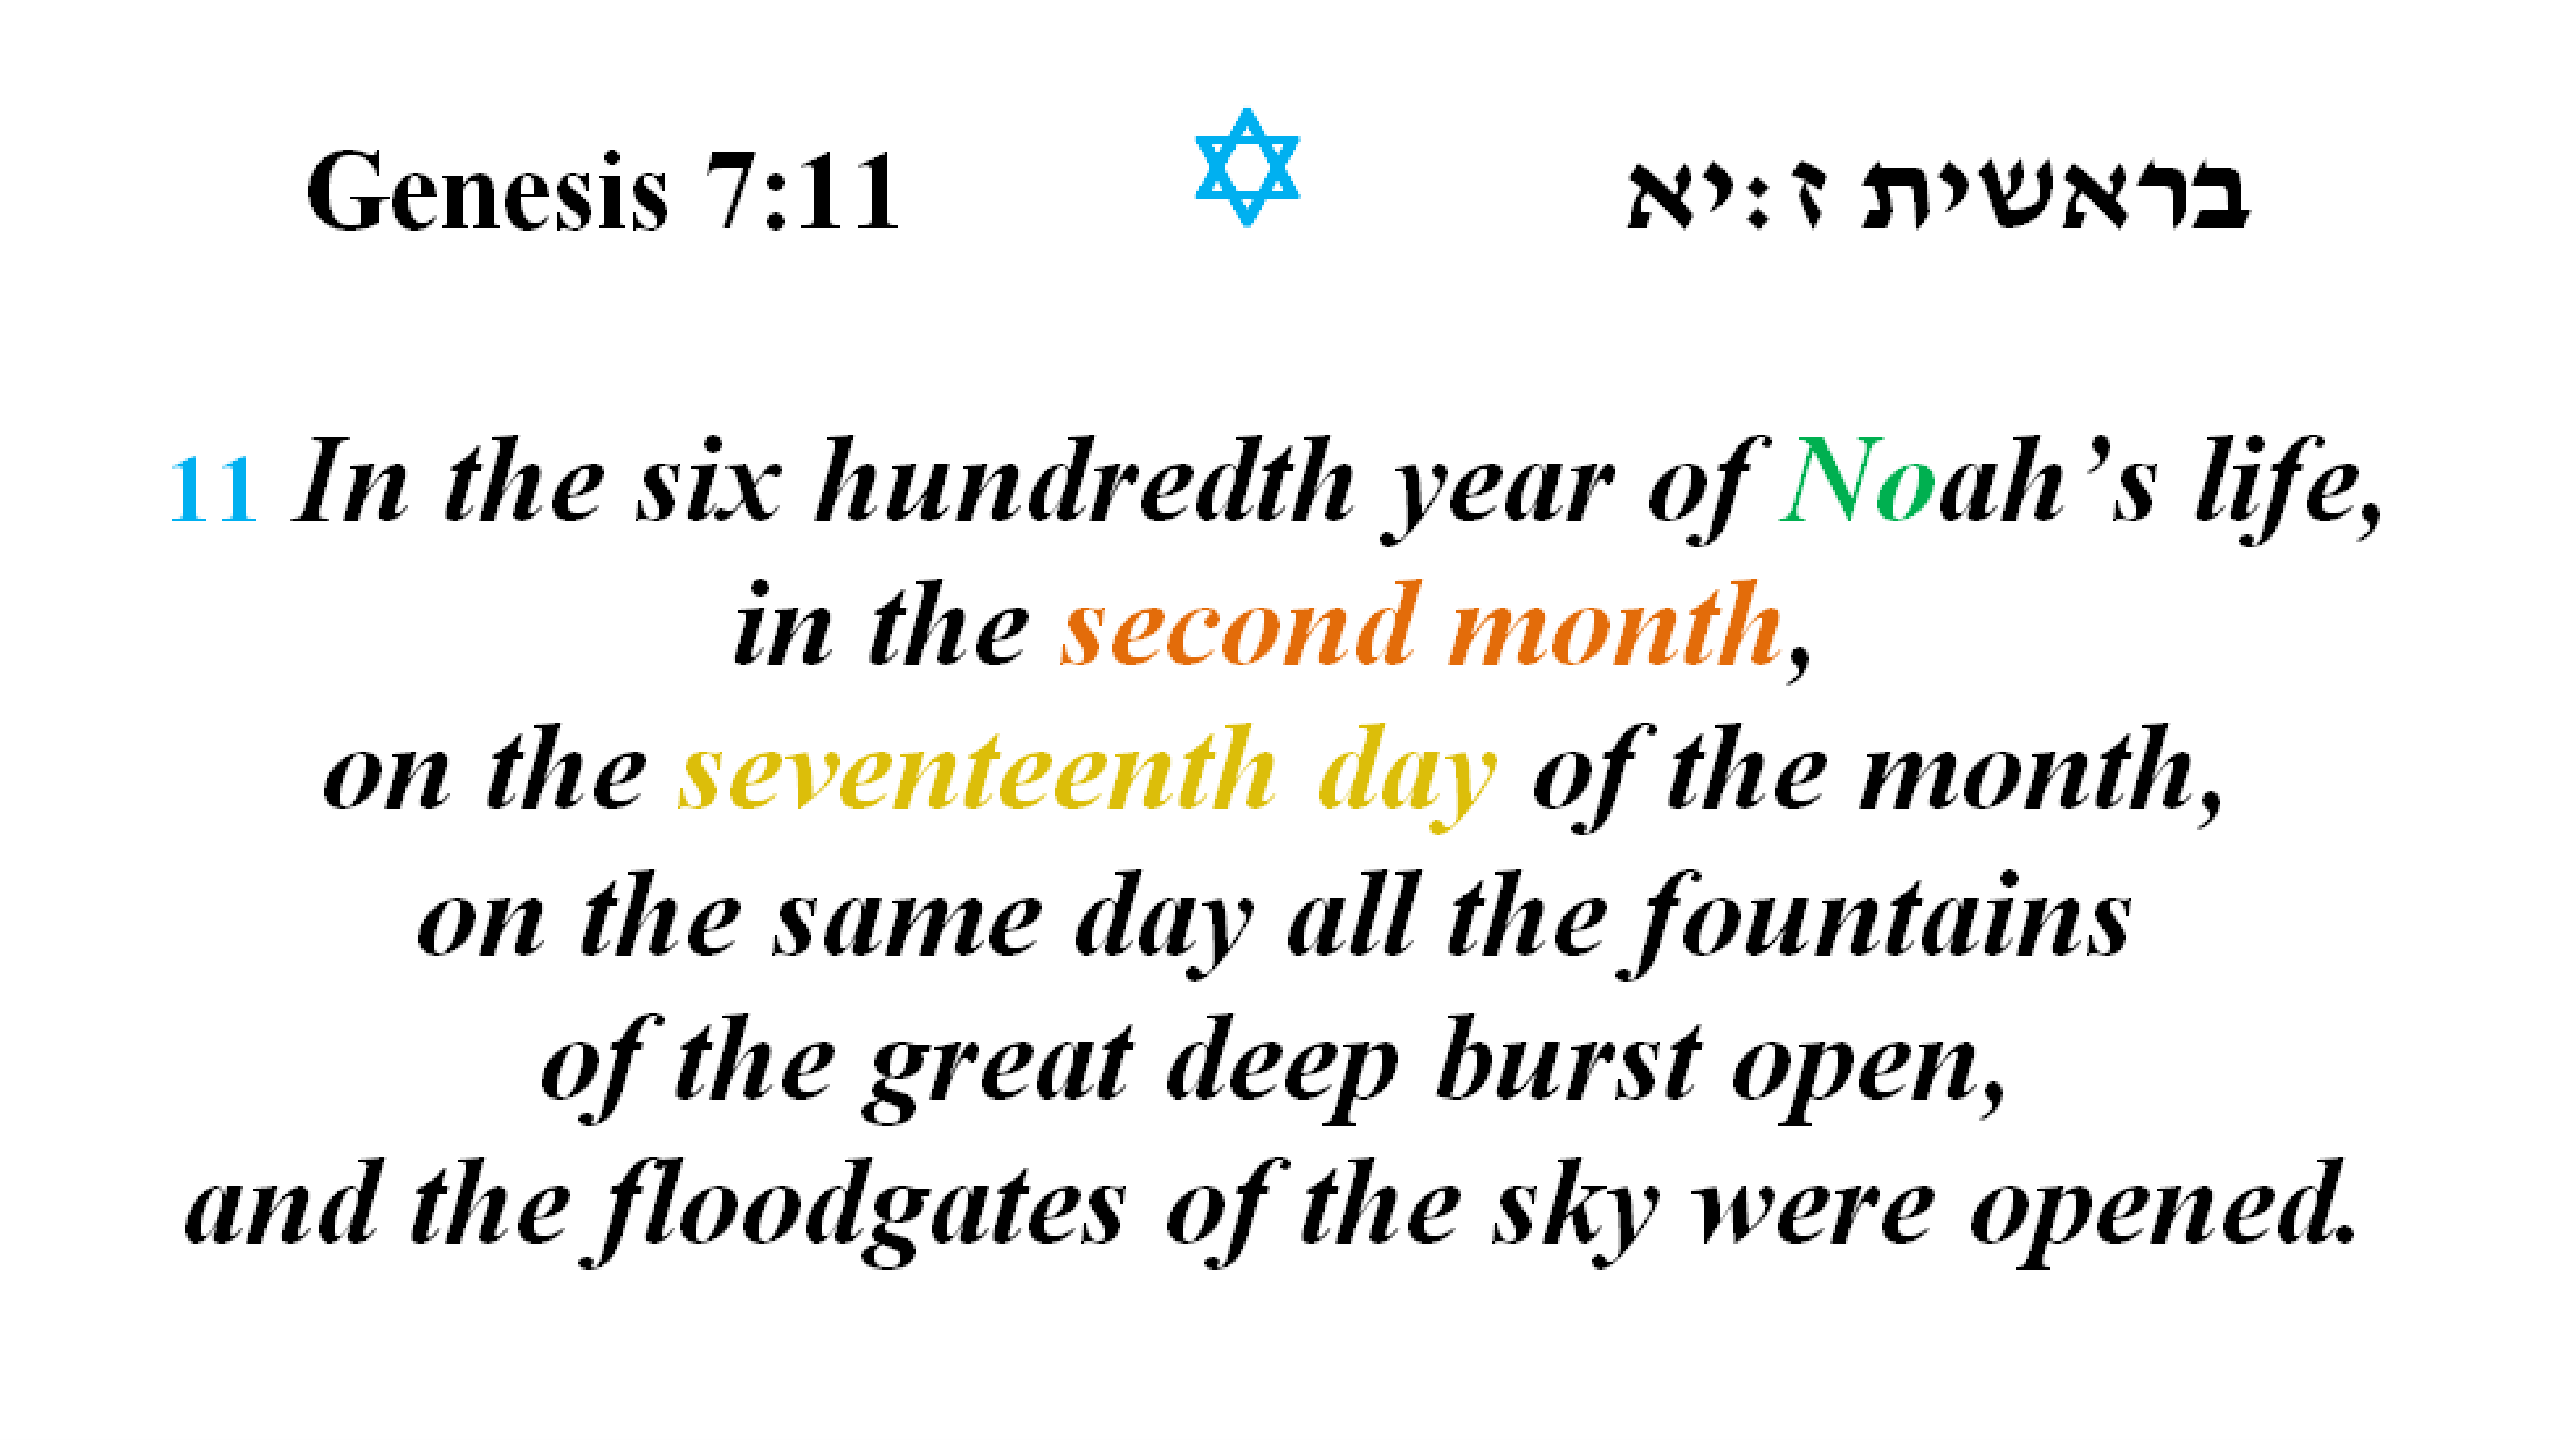 Genesis 7:11 ✡ בראשית ז:יא
11 In the six hundredth year of Noah’s life,
in the second month,
on the seventeenth day of the month,
on the same day all the fountains
of the great deep burst open,
and the floodgates of the sky were opened.